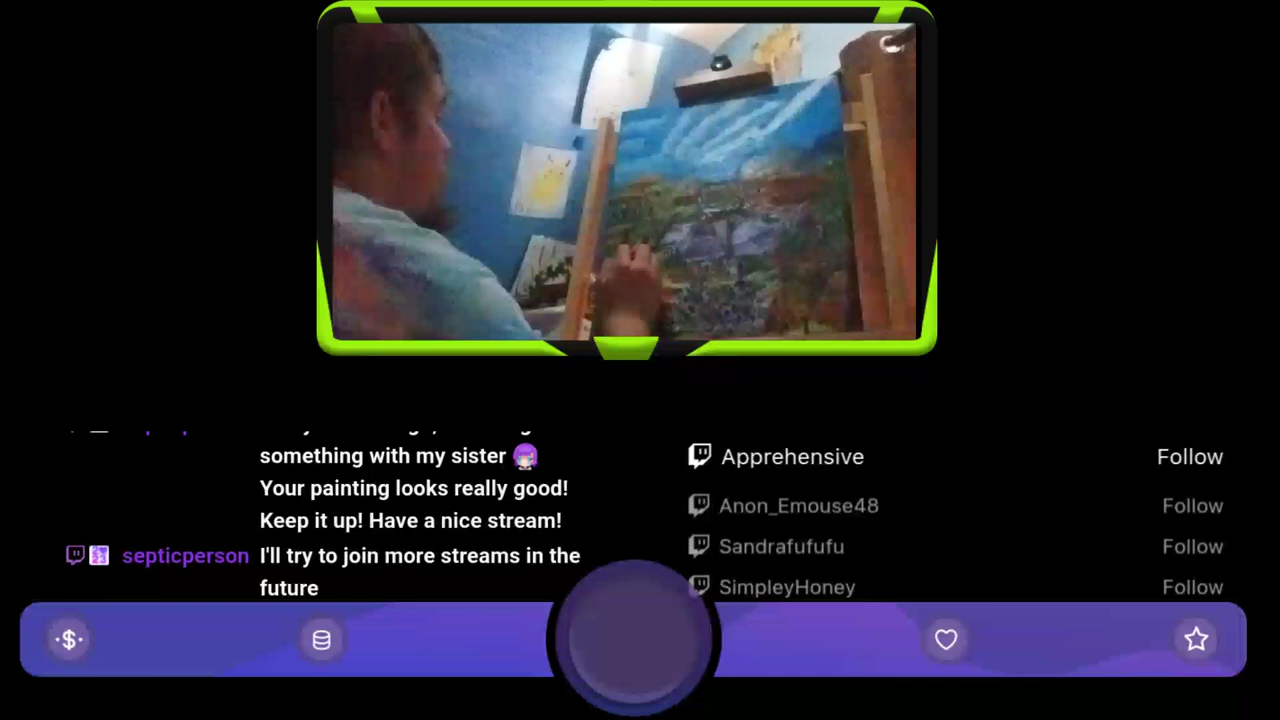 something with my sister
Your painting looks really good!
Keep it up! Have a nice stream!
septicperson I'll try to join more streams in the
future
Apprehensive Follow
Anon_Emouse48 Follow
Sandrafufufu Follow
SimpleyHoney Follow
$